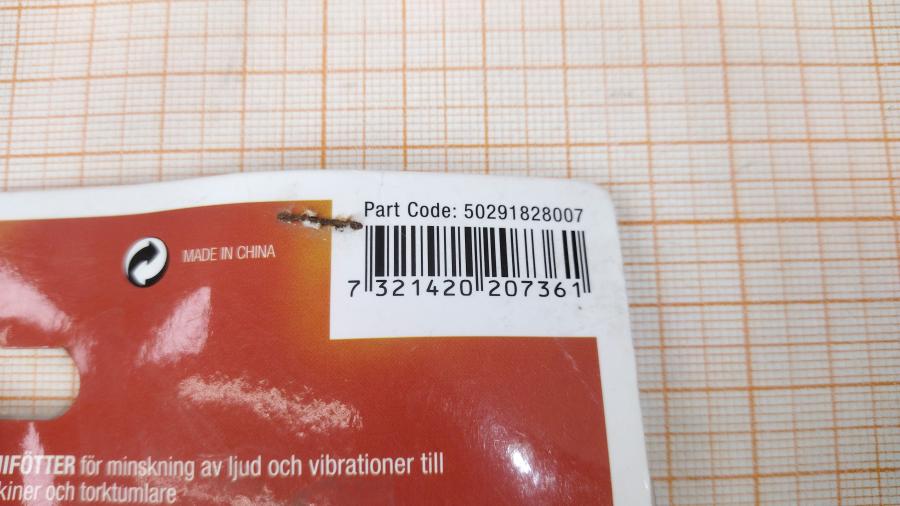 Part Code: 50291828007
MADE IN CHINA
7 321420 207361
för minskning av ljud och vibrationer till
och torktumlare